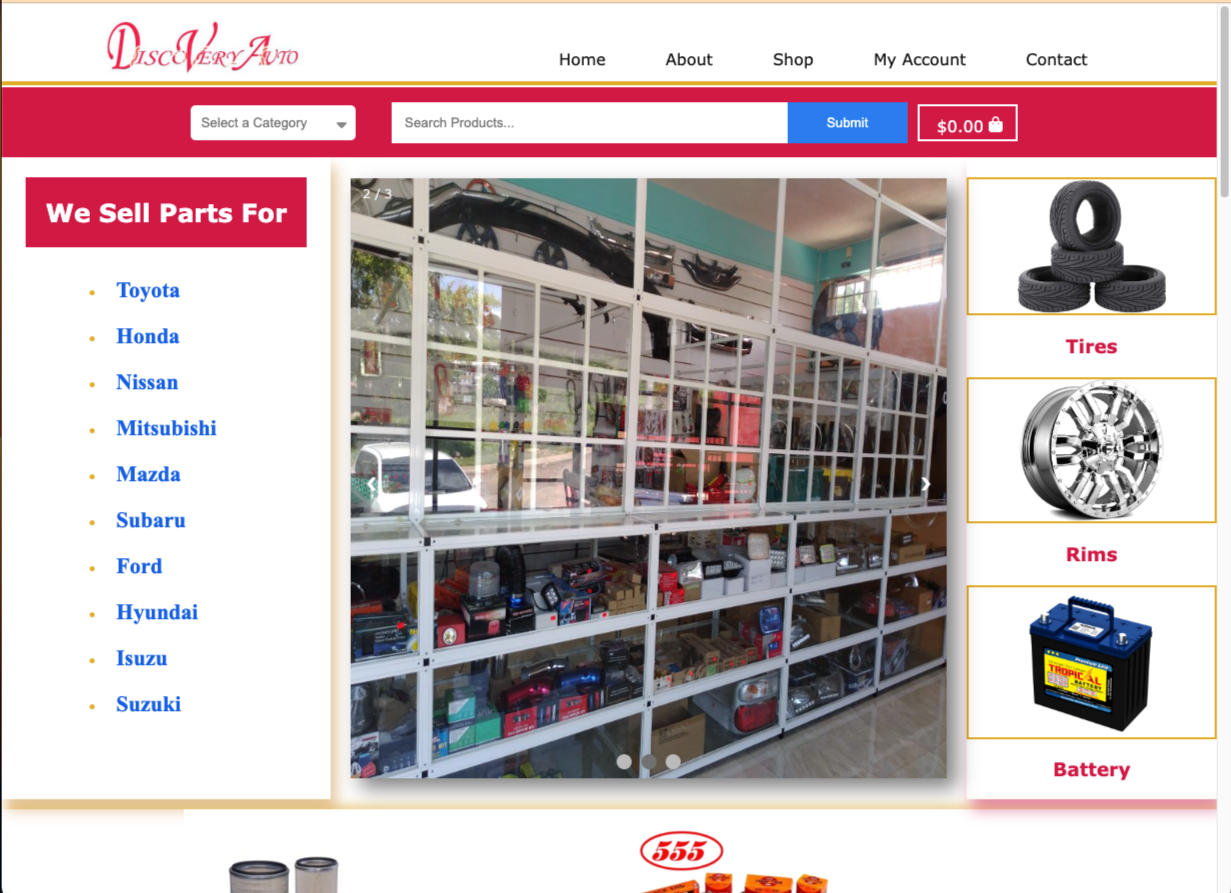 DiscoVery Auto
Home About Shop My Account Contact
Select a Category Search Products... Submit $0.00
We Sell Parts For
Toyota
Honda
Nissan
Mitsubishi
Mazda
Subaru
Ford
Hyundai
Isuzu
Suzuki
2 / 3
❮ ❯
Tires
Rims
TROPICAL
BATTERY
Battery
555